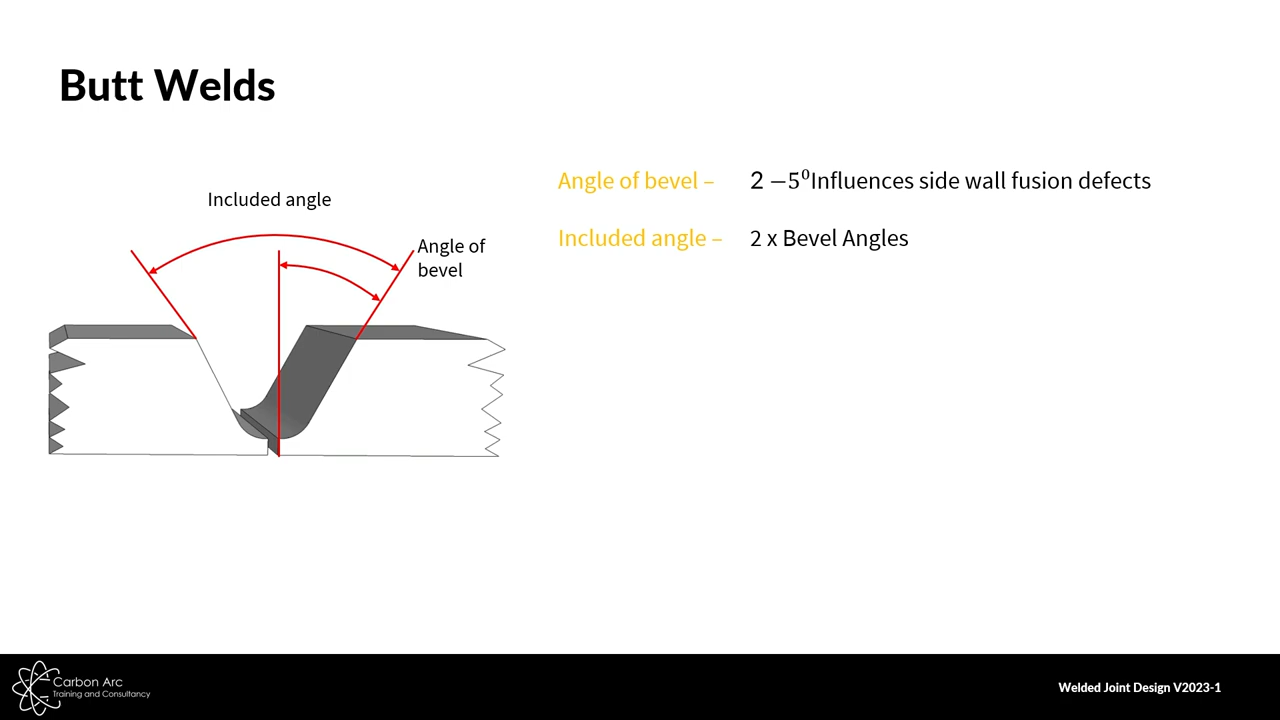 Butt Welds
Included angle
Angle of
bevel
Angle of bevel – 2 −5⁰Influences side wall fusion defects
Included angle – 2 x Bevel Angles
Carbon Arc
Training and Consultancy
Welded Joint Design V2023-1